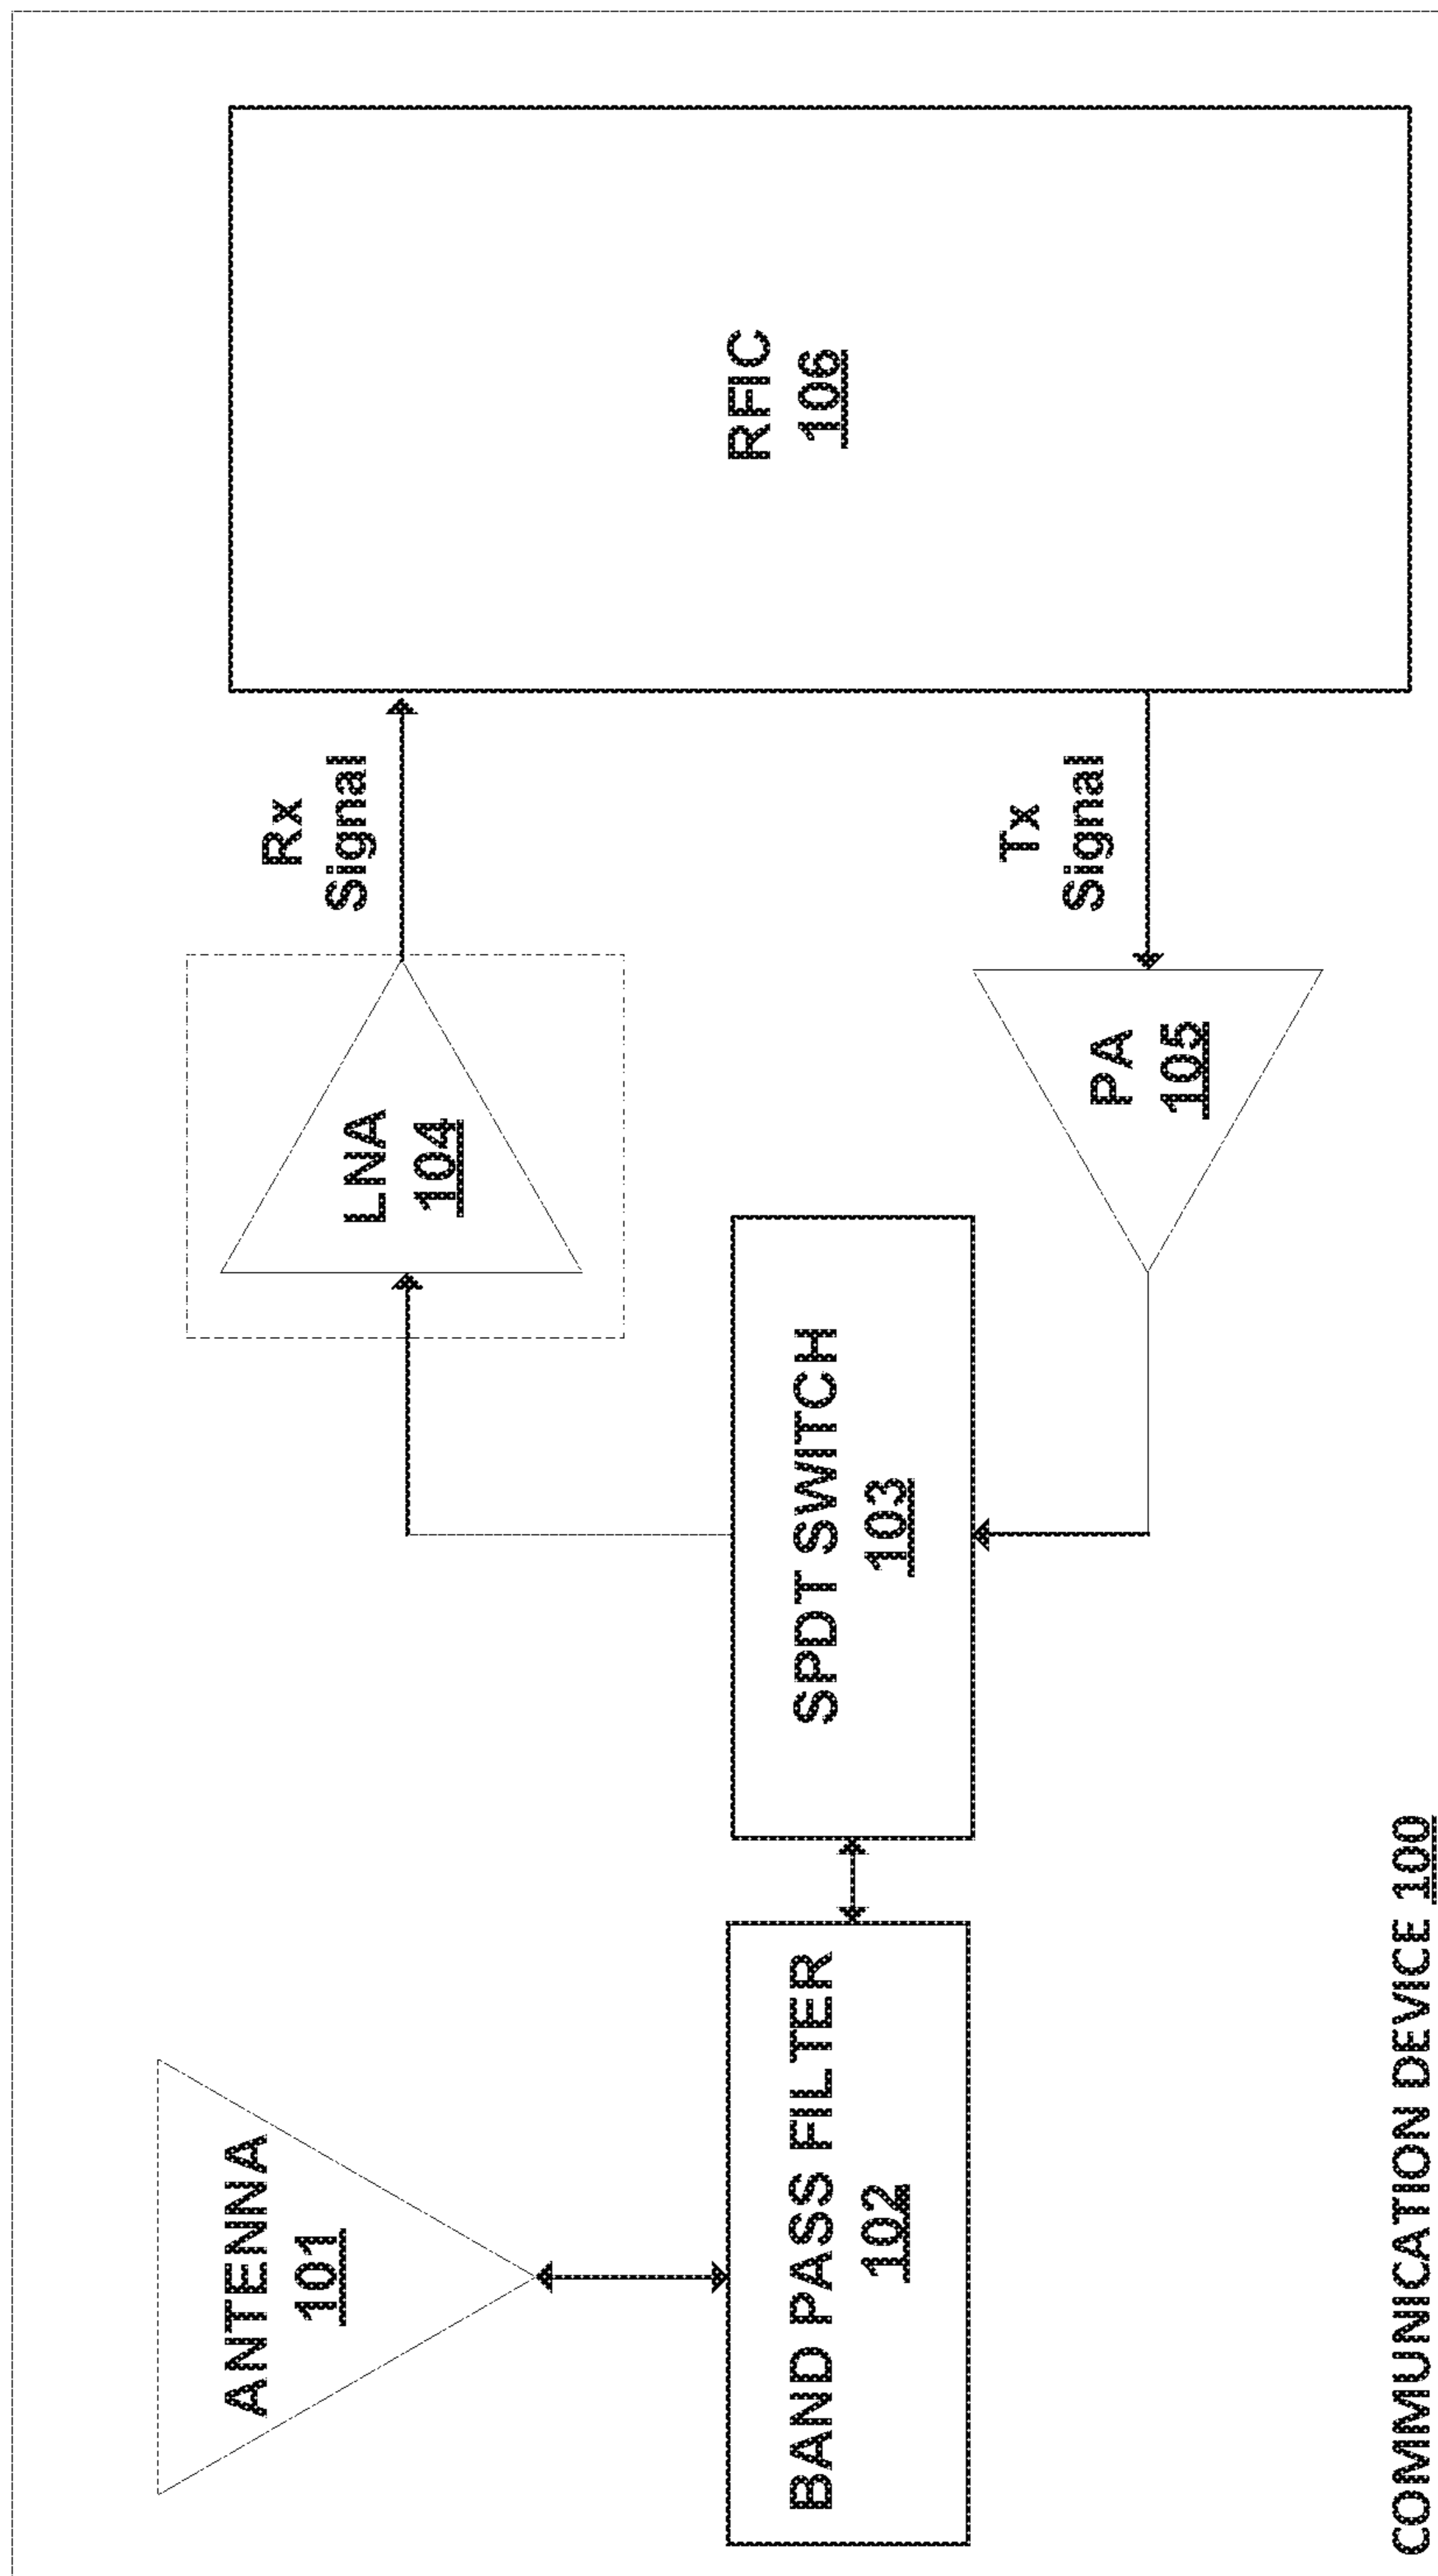 ANTENNA
101
BAND PASS FILTER
102
SPDT SWITCH
103
LNA
104
PA
105
Rx
Signal
Tx
Signal
RFIC
106
COMMUNICATION DEVICE 100